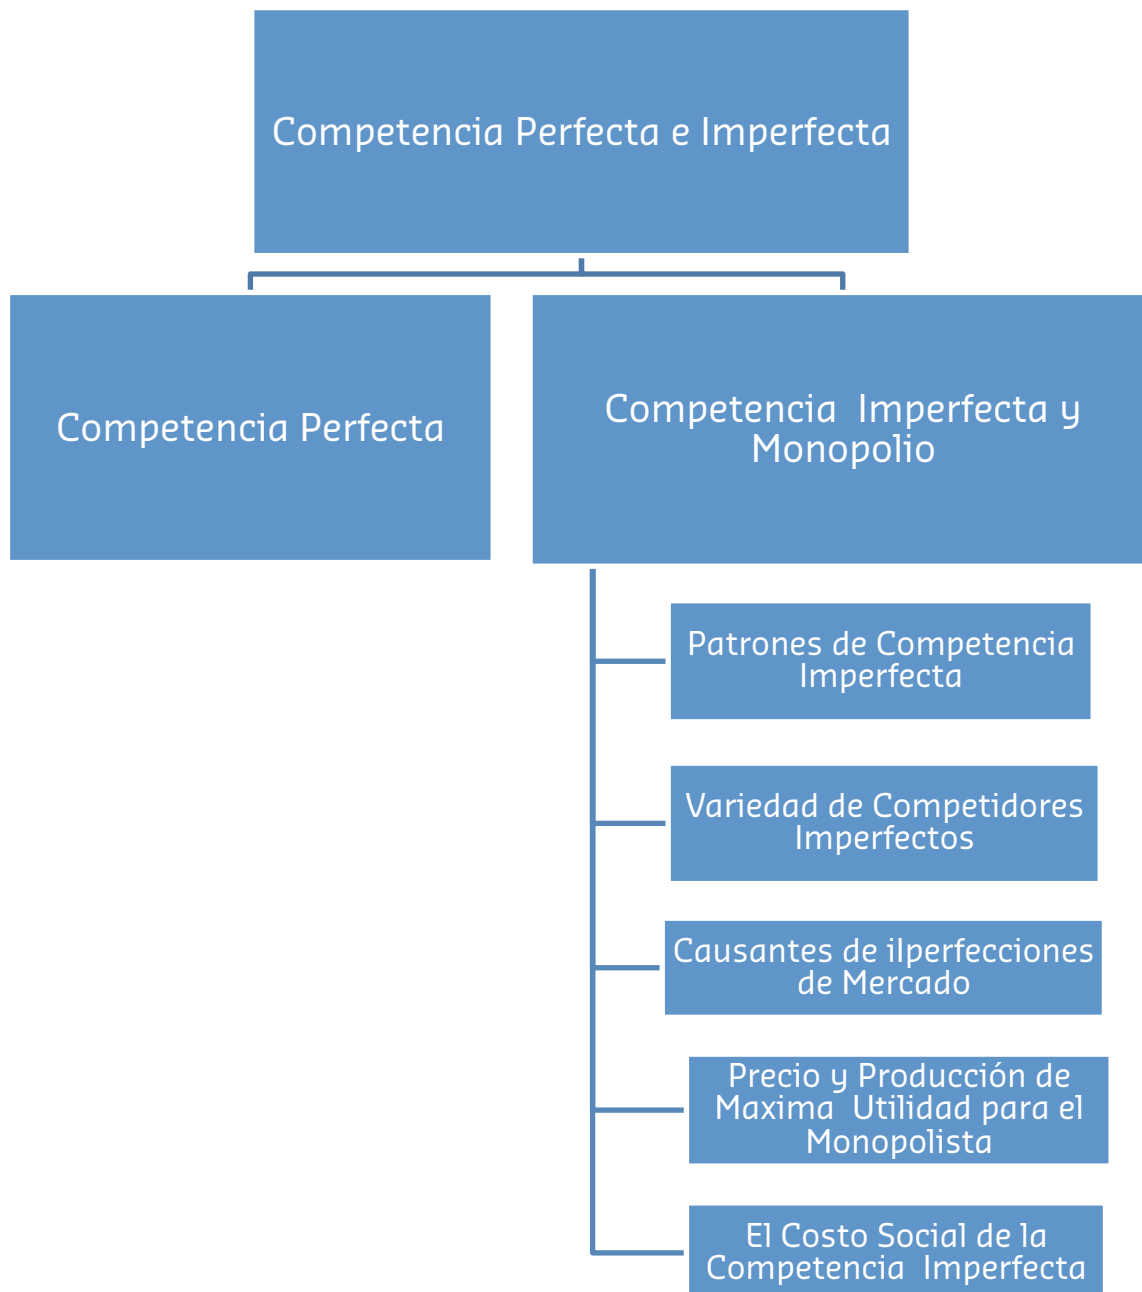 Competencia Perfecta e Imperfecta
Competencia Perfecta
Competencia  Imperfecta y
Monopolio
Patrones de Competencia
Imperfecta
Variedad de Competidores
Imperfectos
Causantes de ilperfecciones
de Mercado
Precio y Producción de
Maxima  Utilidad para el
Monopolista
El Costo Social de la
Competencia  Imperfecta